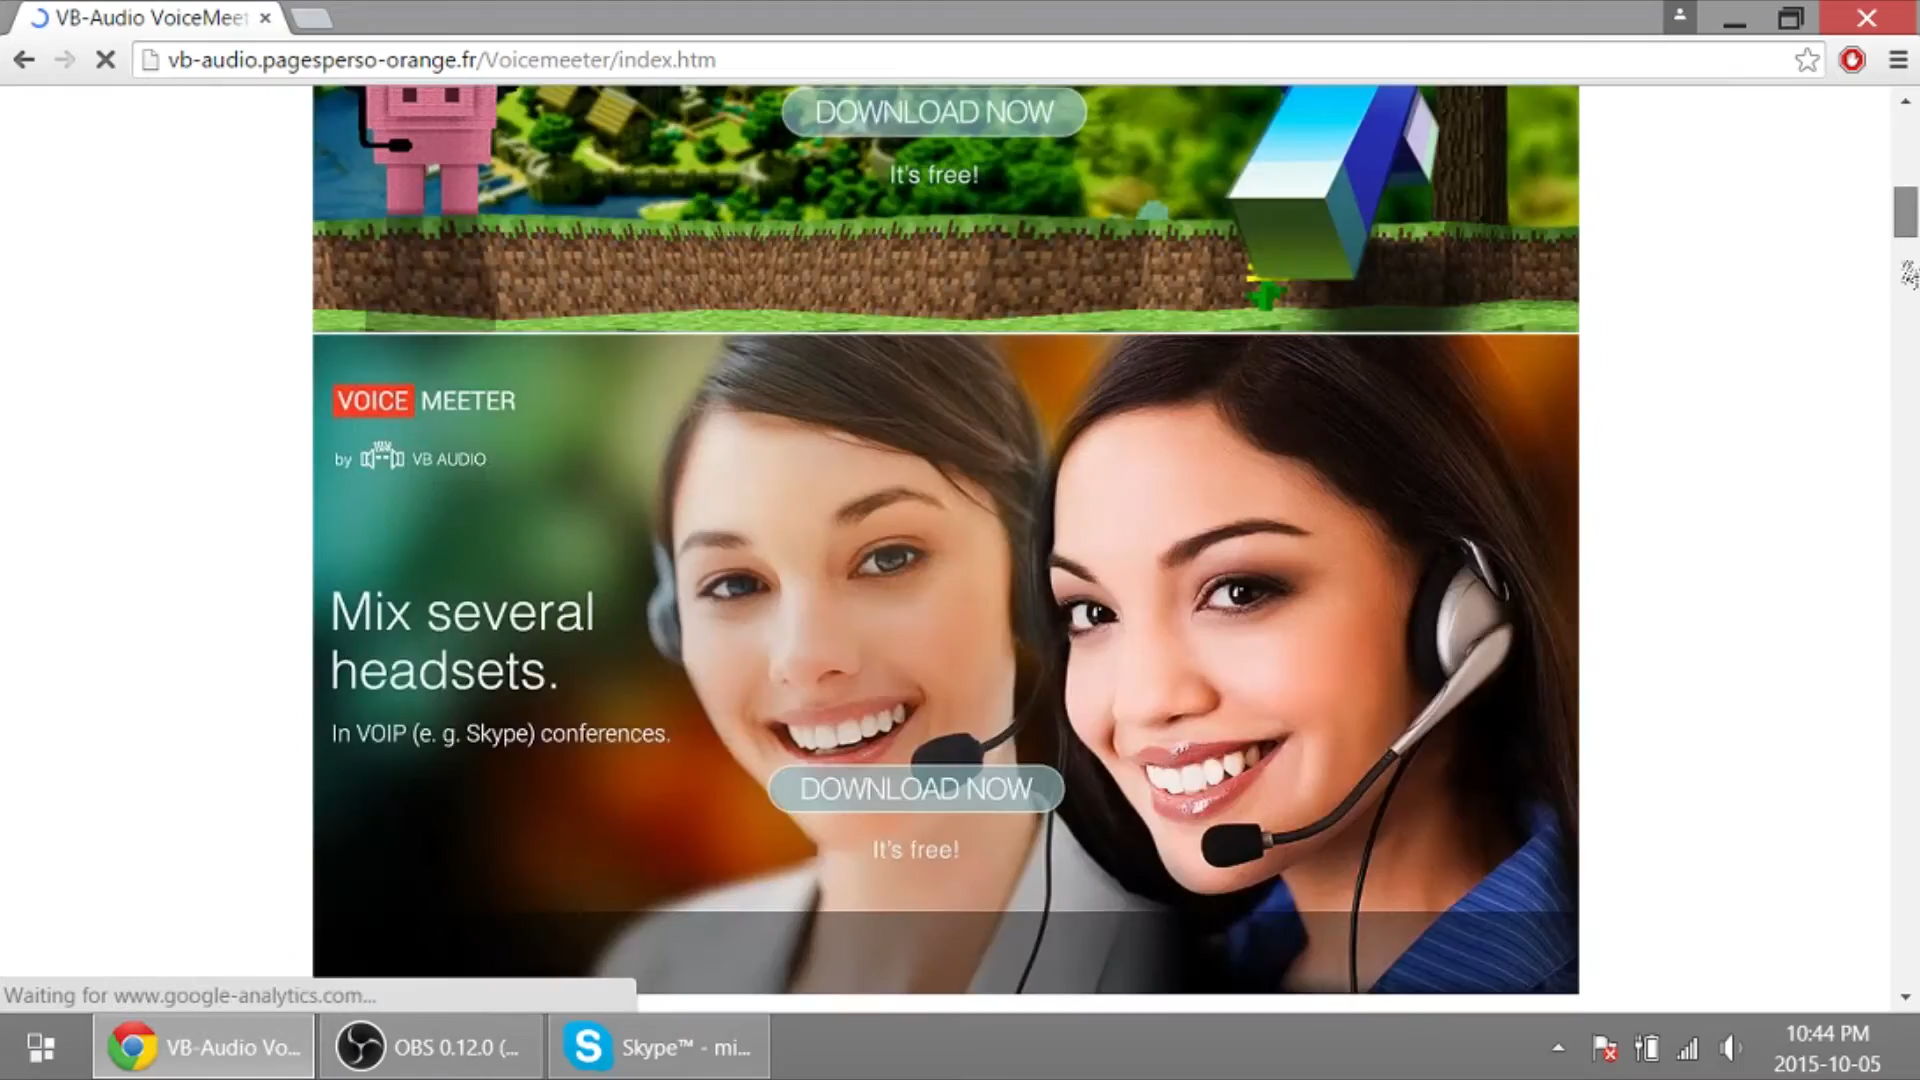 VB-Audio VoiceMeet
vb-audio.pagesperso-orange.fr/Voicemeeter/index.htm
DOWNLOAD NOW
It's free!
VOICE MEETER
by VB AUDIO
Mix several
headsets.
In VOIP (e. g. Skype) conferences.
DOWNLOAD NOW
It's free!
Waiting for www.google-analytics.com...
VB-Audio Vo...
OBS 0.12.0 (...
Skype™ - mi...
10:44 PM
2015-10-05